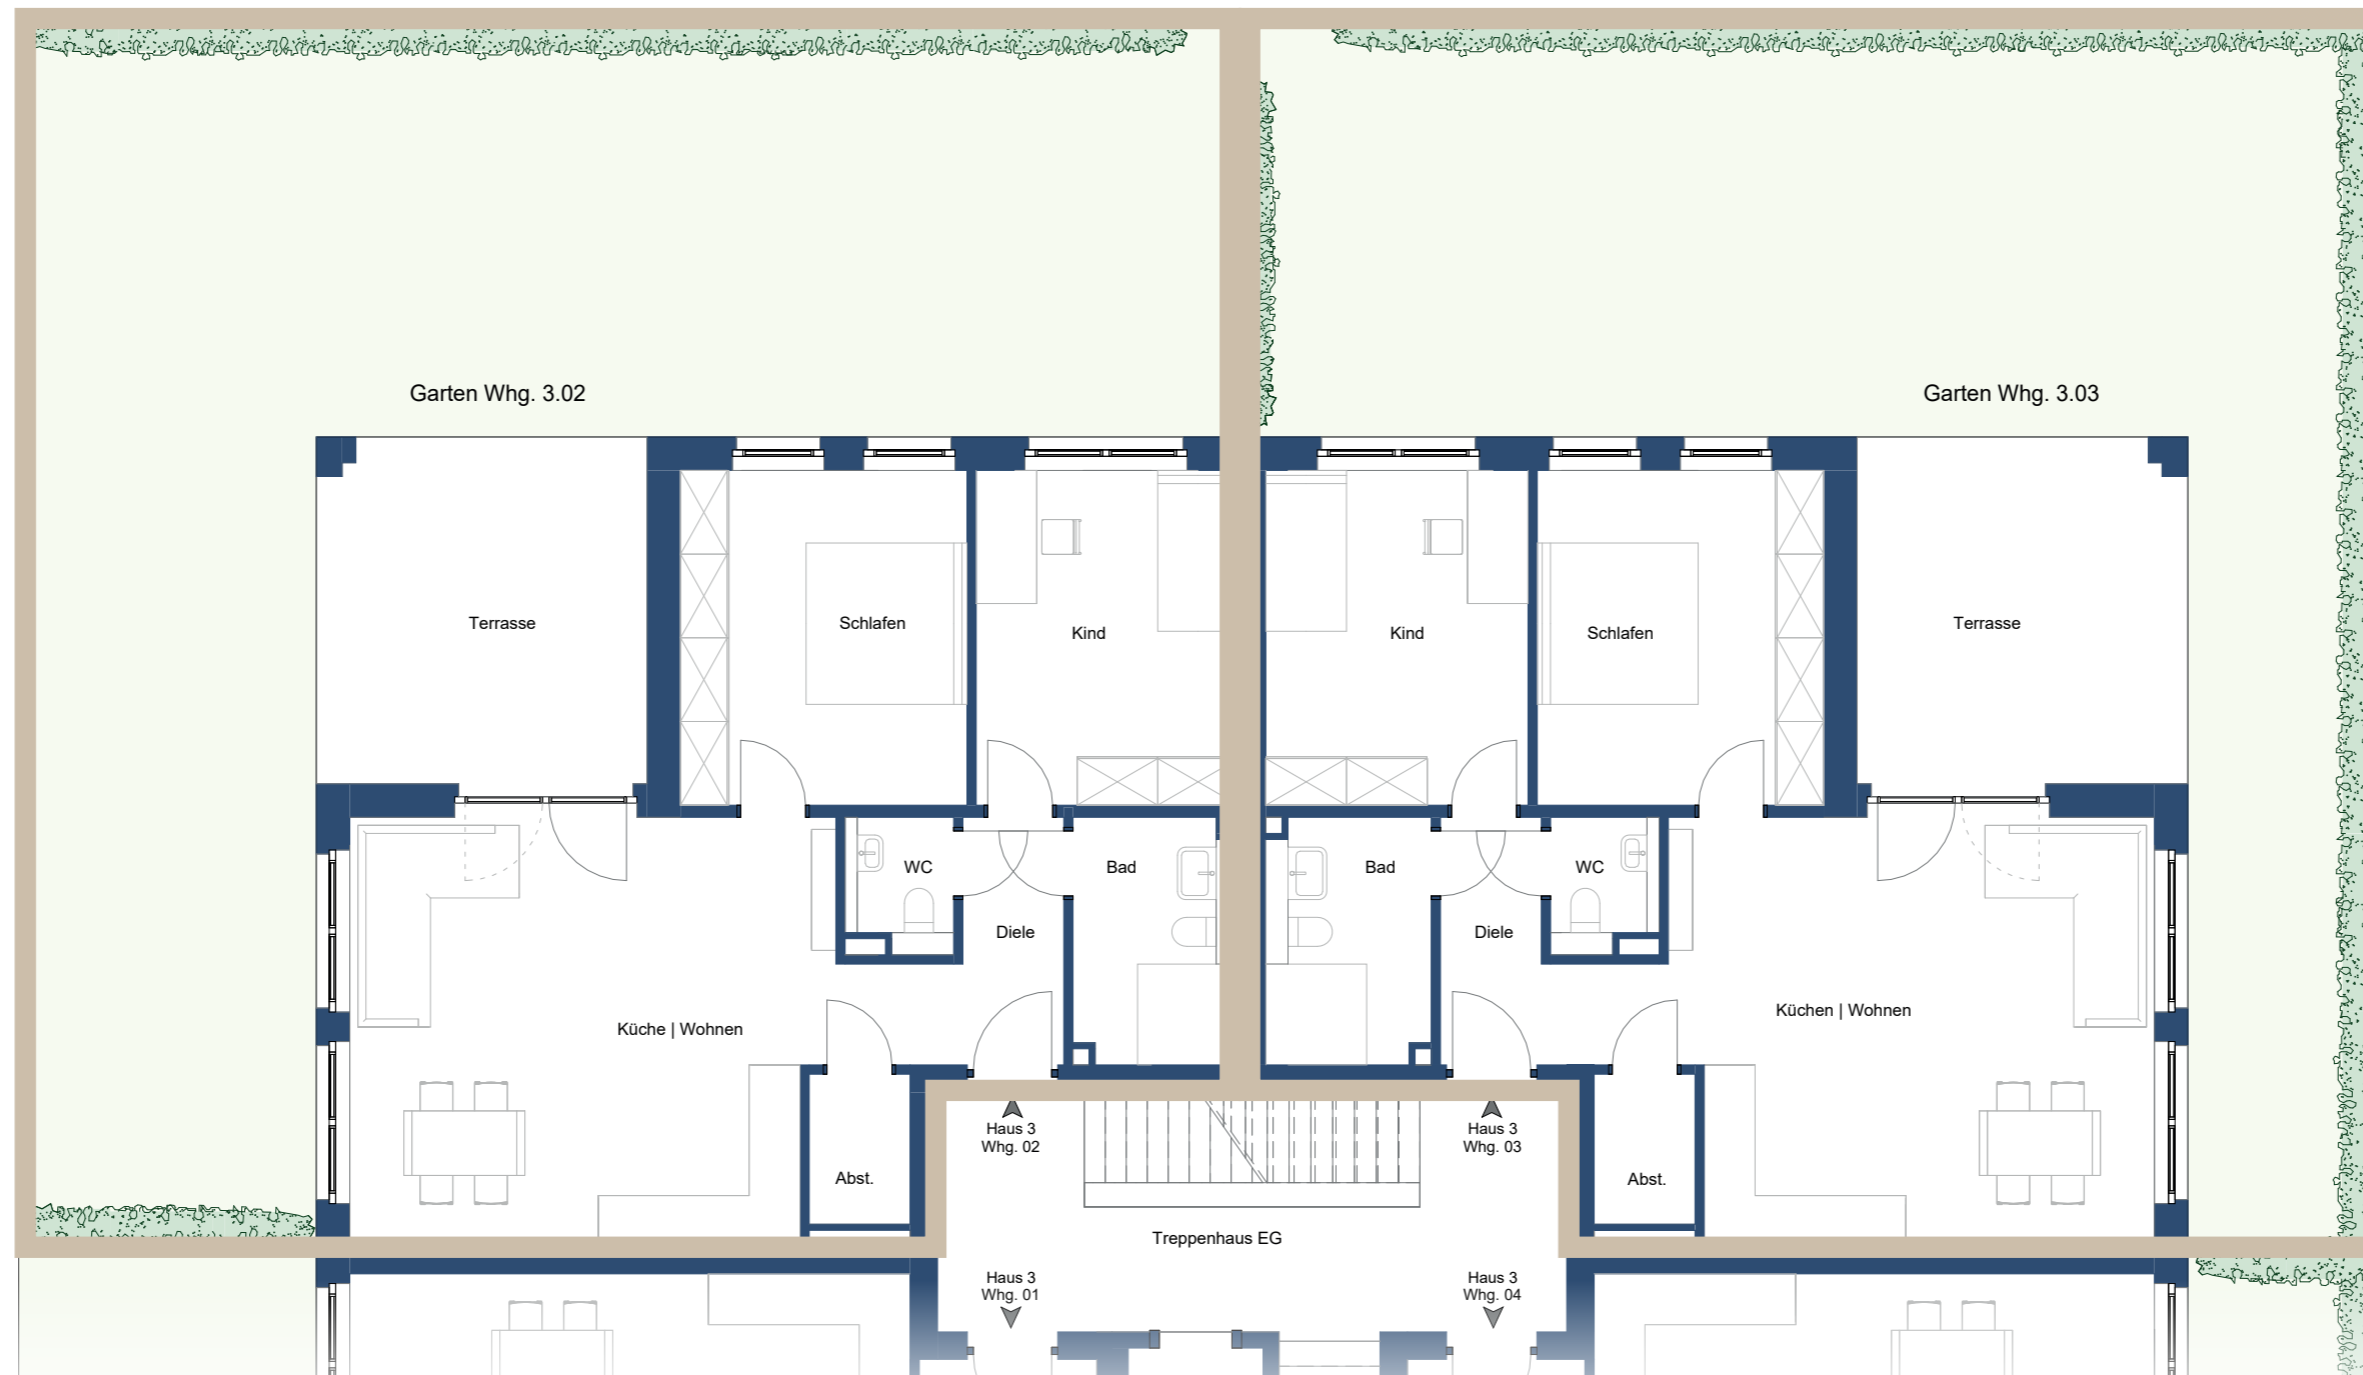 Garten Whg. 3.02
Garten Whg. 3.03
Terrasse
Schlafen
Kind
Kind
Schlafen
Terrasse
WC
Bad
Bad
WC
Diele
Diele
Küche | Wohnen
Küchen | Wohnen
Haus 3
Whg. 02
Haus 3
Whg. 03
Abst.
Abst.
Treppenhaus EG
Haus 3
Whg. 01
Haus 3
Whg. 04